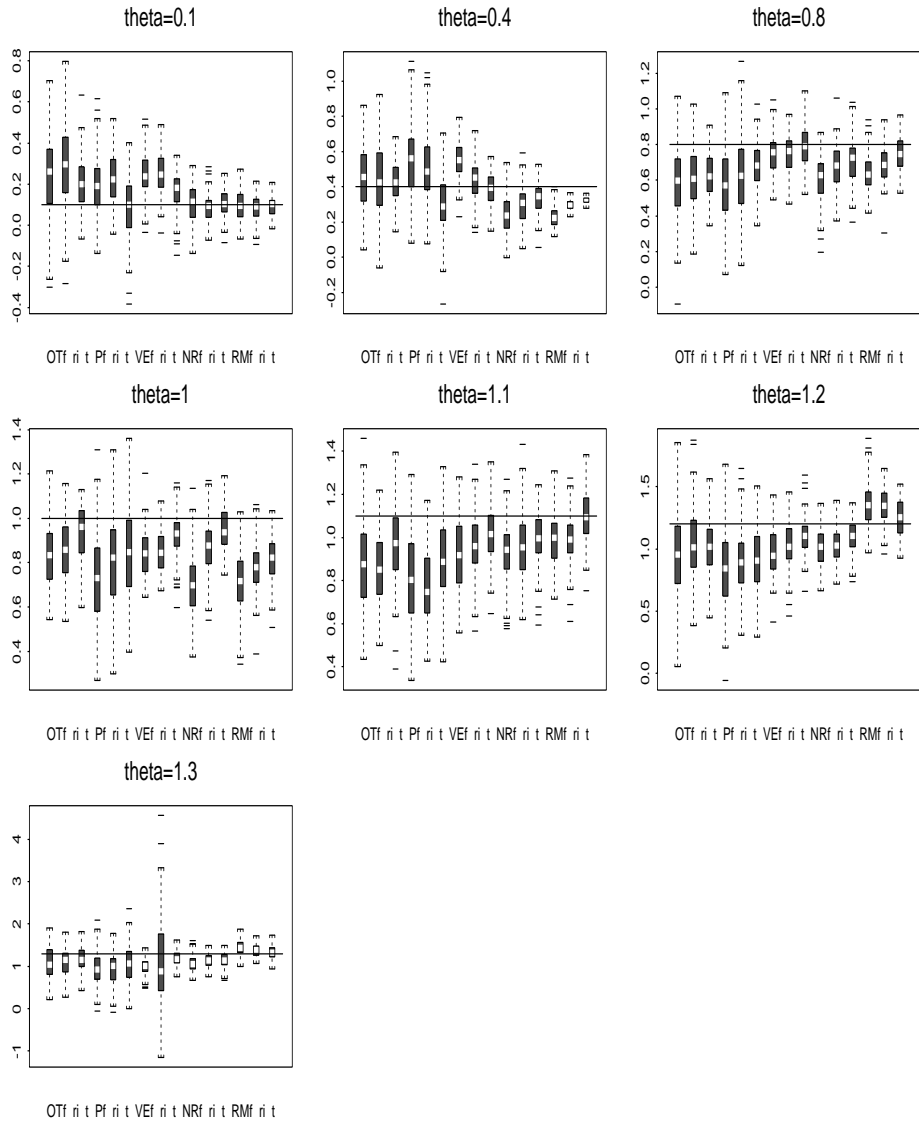 theta=0.1 theta=0.4 theta=0.8
0.8 0.6 0.4 0.2 0.0 -0.2 -0.4
1.0 0.8 0.6 0.4 0.2 0.0 -0.2
1.2 1.0 0.8 0.6 0.4 0.2 0.0
OTf ri t Pf ri t VEf ri t NRf ri t RMf ri t
OTf ri t Pf ri t VEf ri t NRf ri t RMf ri t
OTf ri t Pf ri t VEf ri t NRf ri t RMf ri t
theta=1 theta=1.1 theta=1.2
1.4 1.2 1.0 0.8 0.6 0.4
1.4 1.2 1.0 0.8 0.6 0.4
1.5 1.0 0.5 0.0
OTf ri t Pf ri t VEf ri t NRf ri t RMf ri t
OTf ri t Pf ri t VEf ri t NRf ri t RMf ri t
OTf ri t Pf ri t VEf ri t NRf ri t RMf ri t
theta=1.3
4 3 2 1 0 -1
OTf ri t Pf ri t VEf ri t NRf ri t RMf ri t